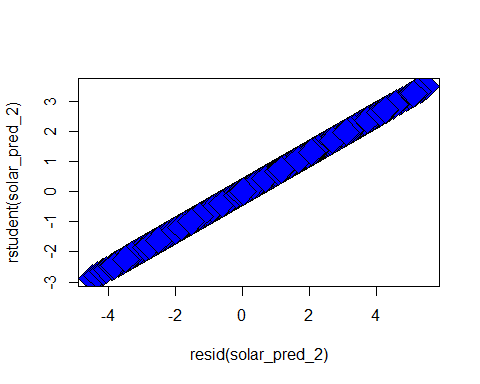 rstudent(solar_pred_2)
3
2
1
0
-1
-2
-3
-4 -2 0 2 4
resid(solar_pred_2)